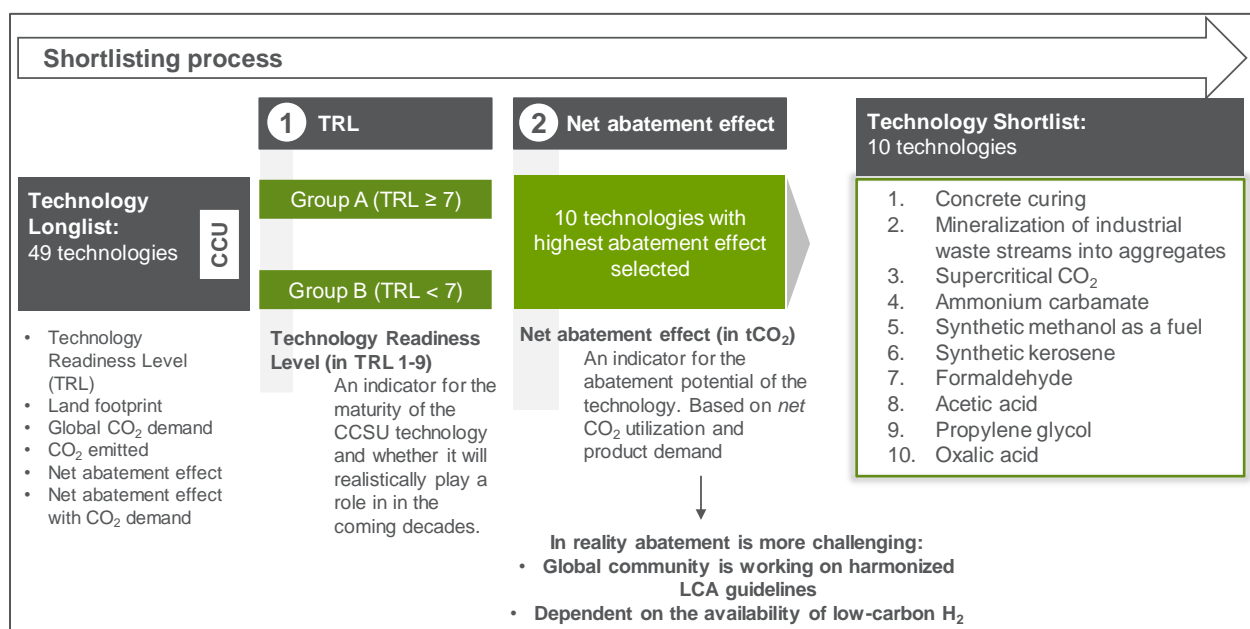 Shortlisting process
1 TRL
2 Net abatement effect
Technology Shortlist:
10 technologies
Technology
Longlist:
49 technologies
CCU
Group A (TRL ≥ 7)
Group B (TRL < 7)
10 technologies with
highest abatement effect
selected
1. Concrete curing
2. Mineralization of industrial
waste streams into aggregates
3. Supercritical CO₂
4. Ammonium carbamate
5. Synthetic methanol as a fuel
6. Synthetic kerosene
7. Formaldehyde
8. Acetic acid
9. Propylene glycol
10. Oxalic acid
• Technology
Readiness Level
(TRL)
• Land footprint
• Global CO₂ demand
• CO₂ emitted
• Net abatement effect
• Net abatement effect
with CO₂ demand
Technology Readiness
Level (in TRL 1-9)
An indicator for the
maturity of the
CCSU technology
and whether it will
realistically play a
role in in the
coming decades.
Net abatement effect (in tCO₂)
An indicator for the
abatement potential of the
technology. Based on net
CO₂ utilization and
product demand
In reality abatement is more challenging:
• Global community is working on harmonized
LCA guidelines
• Dependent on the availability of low-carbon H₂